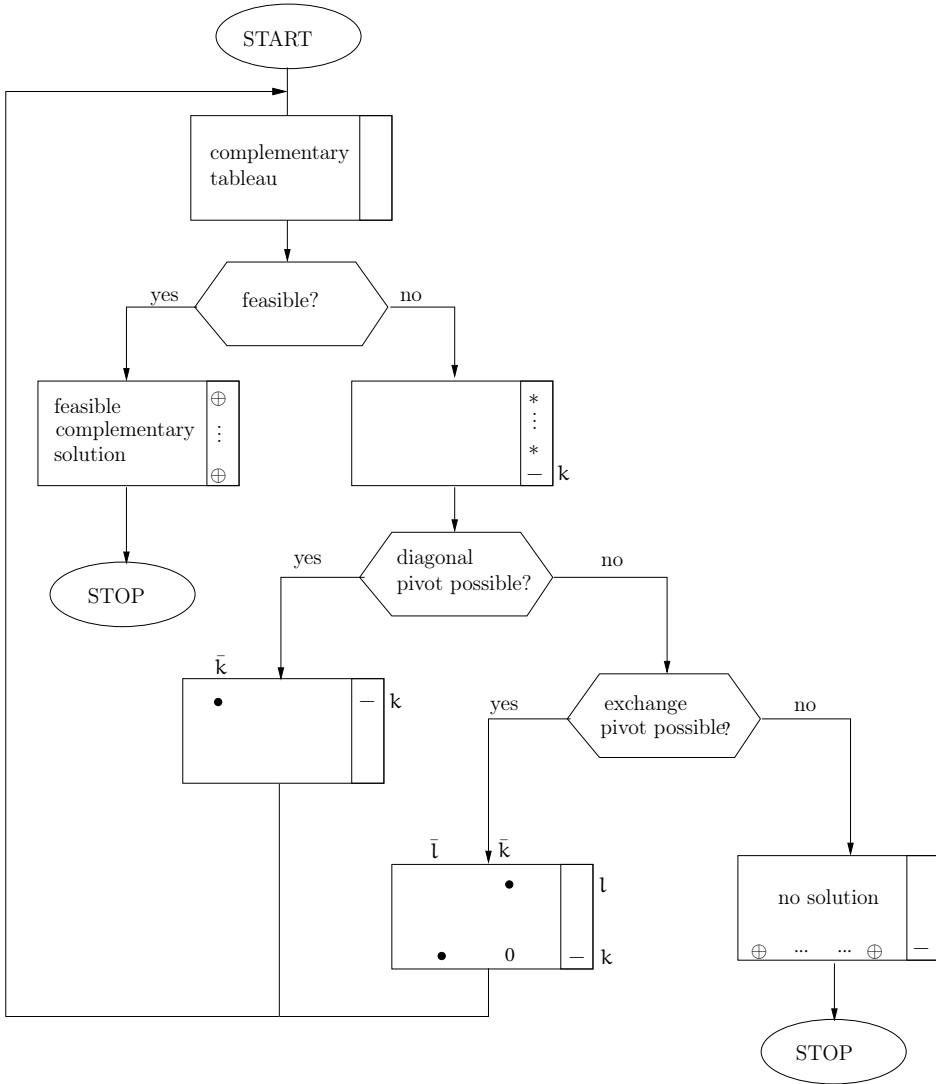 START
complementary
tableau
feasible?
yes
no
feasible
complementary
solution
⊕
⋮
⊕
*
⋮
*
− k
STOP
diagonal
pivot possible?
yes
no
k̄
•
− k
exchange
pivot possible?
yes
no
l̄ k̄
• l
• 0 − k
no solution
⊕ ... ... ⊕ −
STOP